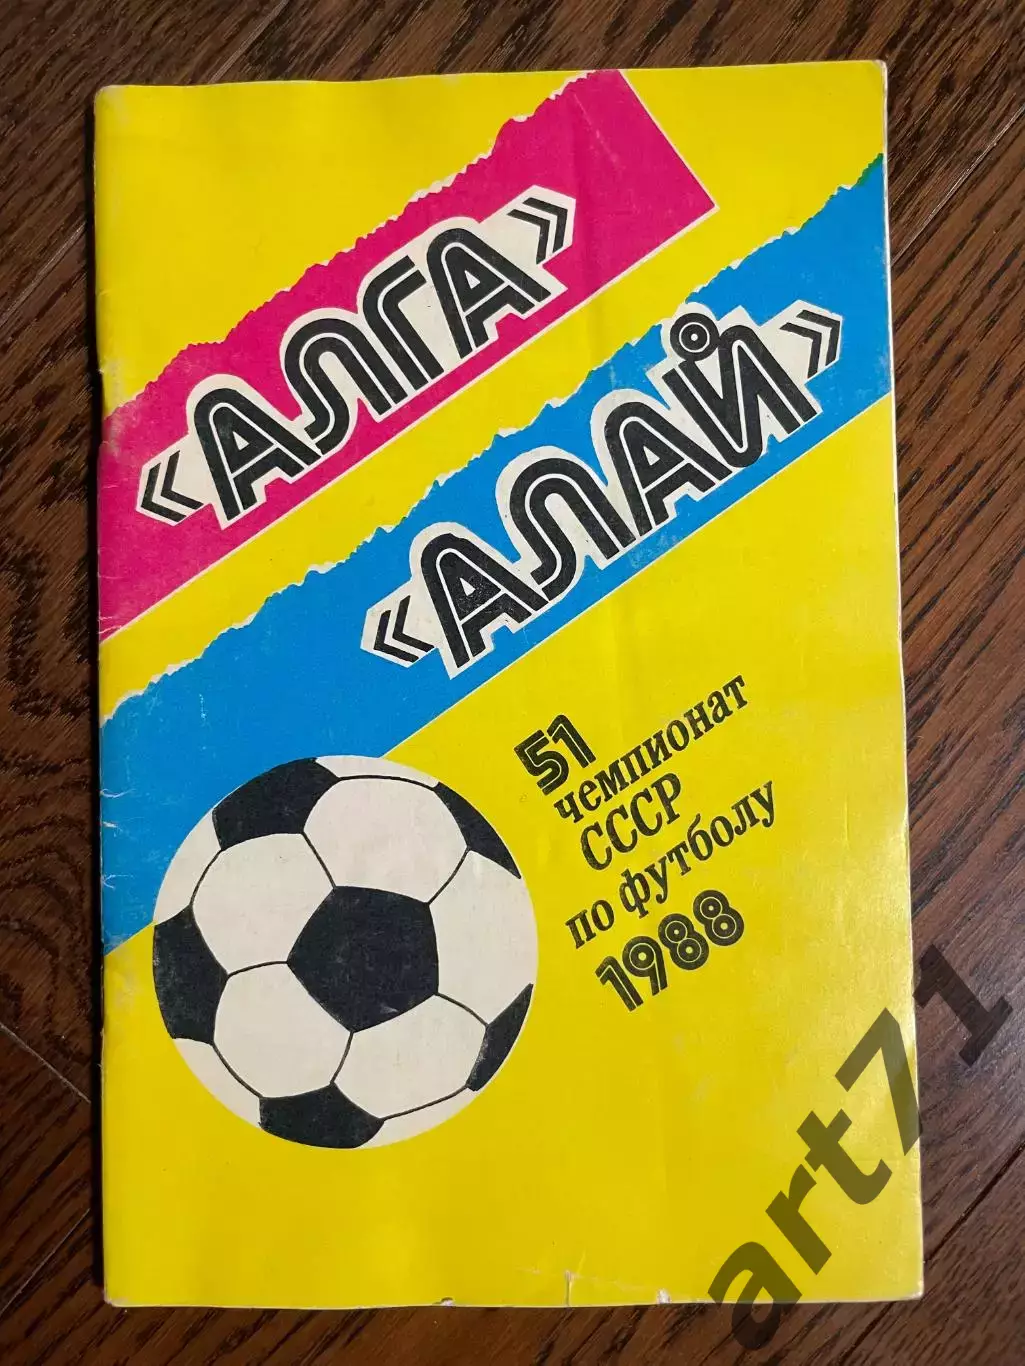 «АЛГА»
«АЛАЙ»
51
чемпионат
СССР
по футболу
1988
art71